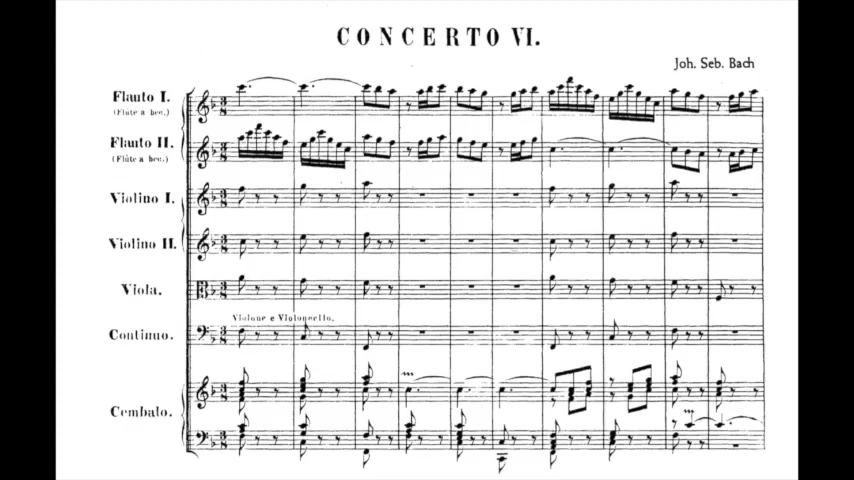 CONCERTO VI.
Joh. Seb. Bach
Flauto I.
(Flûte a bec.)
Flauto II.
(Flûte a bec.)
Violino I.
Violino II.
Viola.
Violone e Violoncello.
Continuo.
Cembalo.